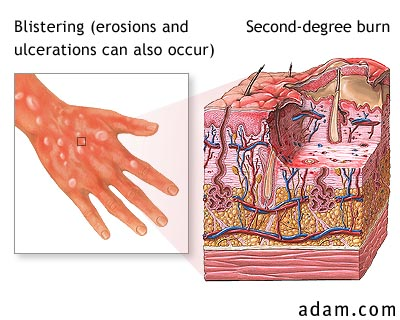 Blistering (erosions and
ulcerations can also occur)
Second-degree burn
adam.com